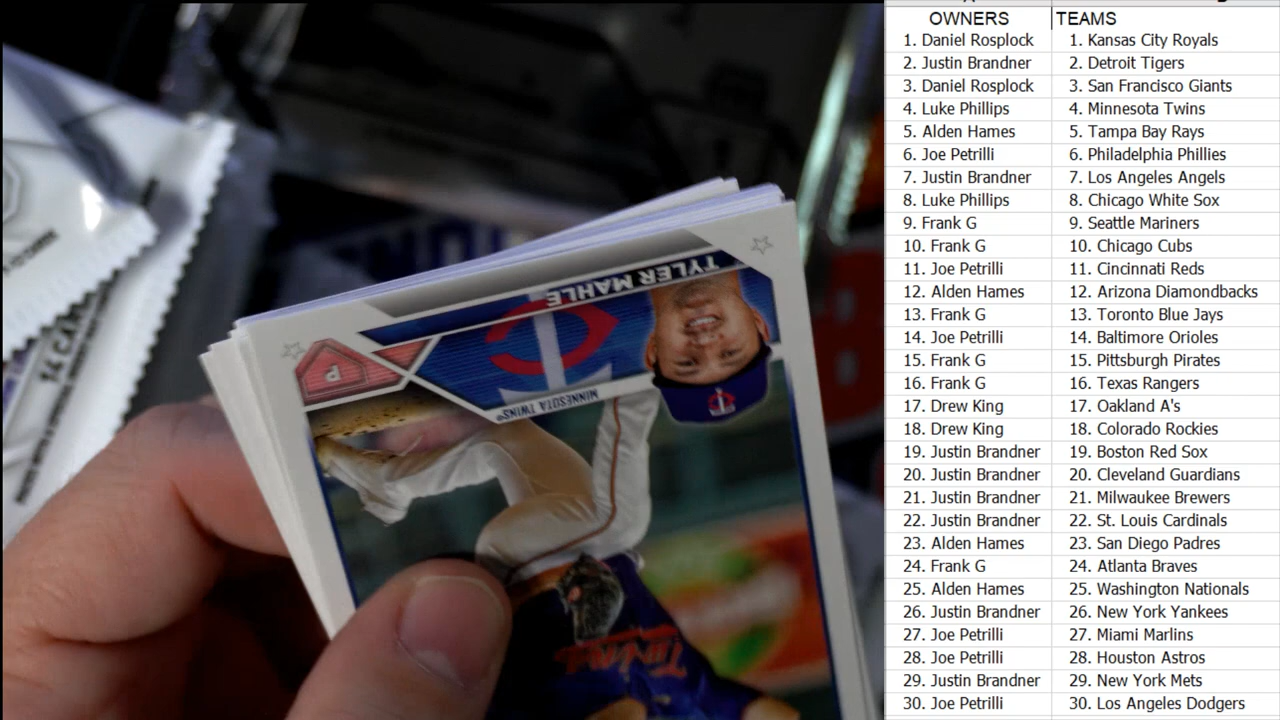 TYLER MAHLE
P
MINNESOTA TWINS
OWNERS TEAMS
1. Daniel Rosplock 1. Kansas City Royals
2. Justin Brandner 2. Detroit Tigers
3. Daniel Rosplock 3. San Francisco Giants
4. Luke Phillips 4. Minnesota Twins
5. Alden Hames 5. Tampa Bay Rays
6. Joe Petrilli 6. Philadelphia Phillies
7. Justin Brandner 7. Los Angeles Angels
8. Luke Phillips 8. Chicago White Sox
9. Frank G 9. Seattle Mariners
10. Frank G 10. Chicago Cubs
11. Joe Petrilli 11. Cincinnati Reds
12. Alden Hames 12. Arizona Diamondbacks
13. Frank G 13. Toronto Blue Jays
14. Joe Petrilli 14. Baltimore Orioles
15. Frank G 15. Pittsburgh Pirates
16. Frank G 16. Texas Rangers
17. Drew King 17. Oakland A's
18. Drew King 18. Colorado Rockies
19. Justin Brandner 19. Boston Red Sox
20. Justin Brandner 20. Cleveland Guardians
21. Justin Brandner 21. Milwaukee Brewers
22. Justin Brandner 22. St. Louis Cardinals
23. Alden Hames 23. San Diego Padres
24. Frank G 24. Atlanta Braves
25. Alden Hames 25. Washington Nationals
26. Justin Brandner 26. New York Yankees
27. Joe Petrilli 27. Miami Marlins
28. Joe Petrilli 28. Houston Astros
29. Justin Brandner 29. New York Mets
30. Joe Petrilli 30. Los Angeles Dodgers